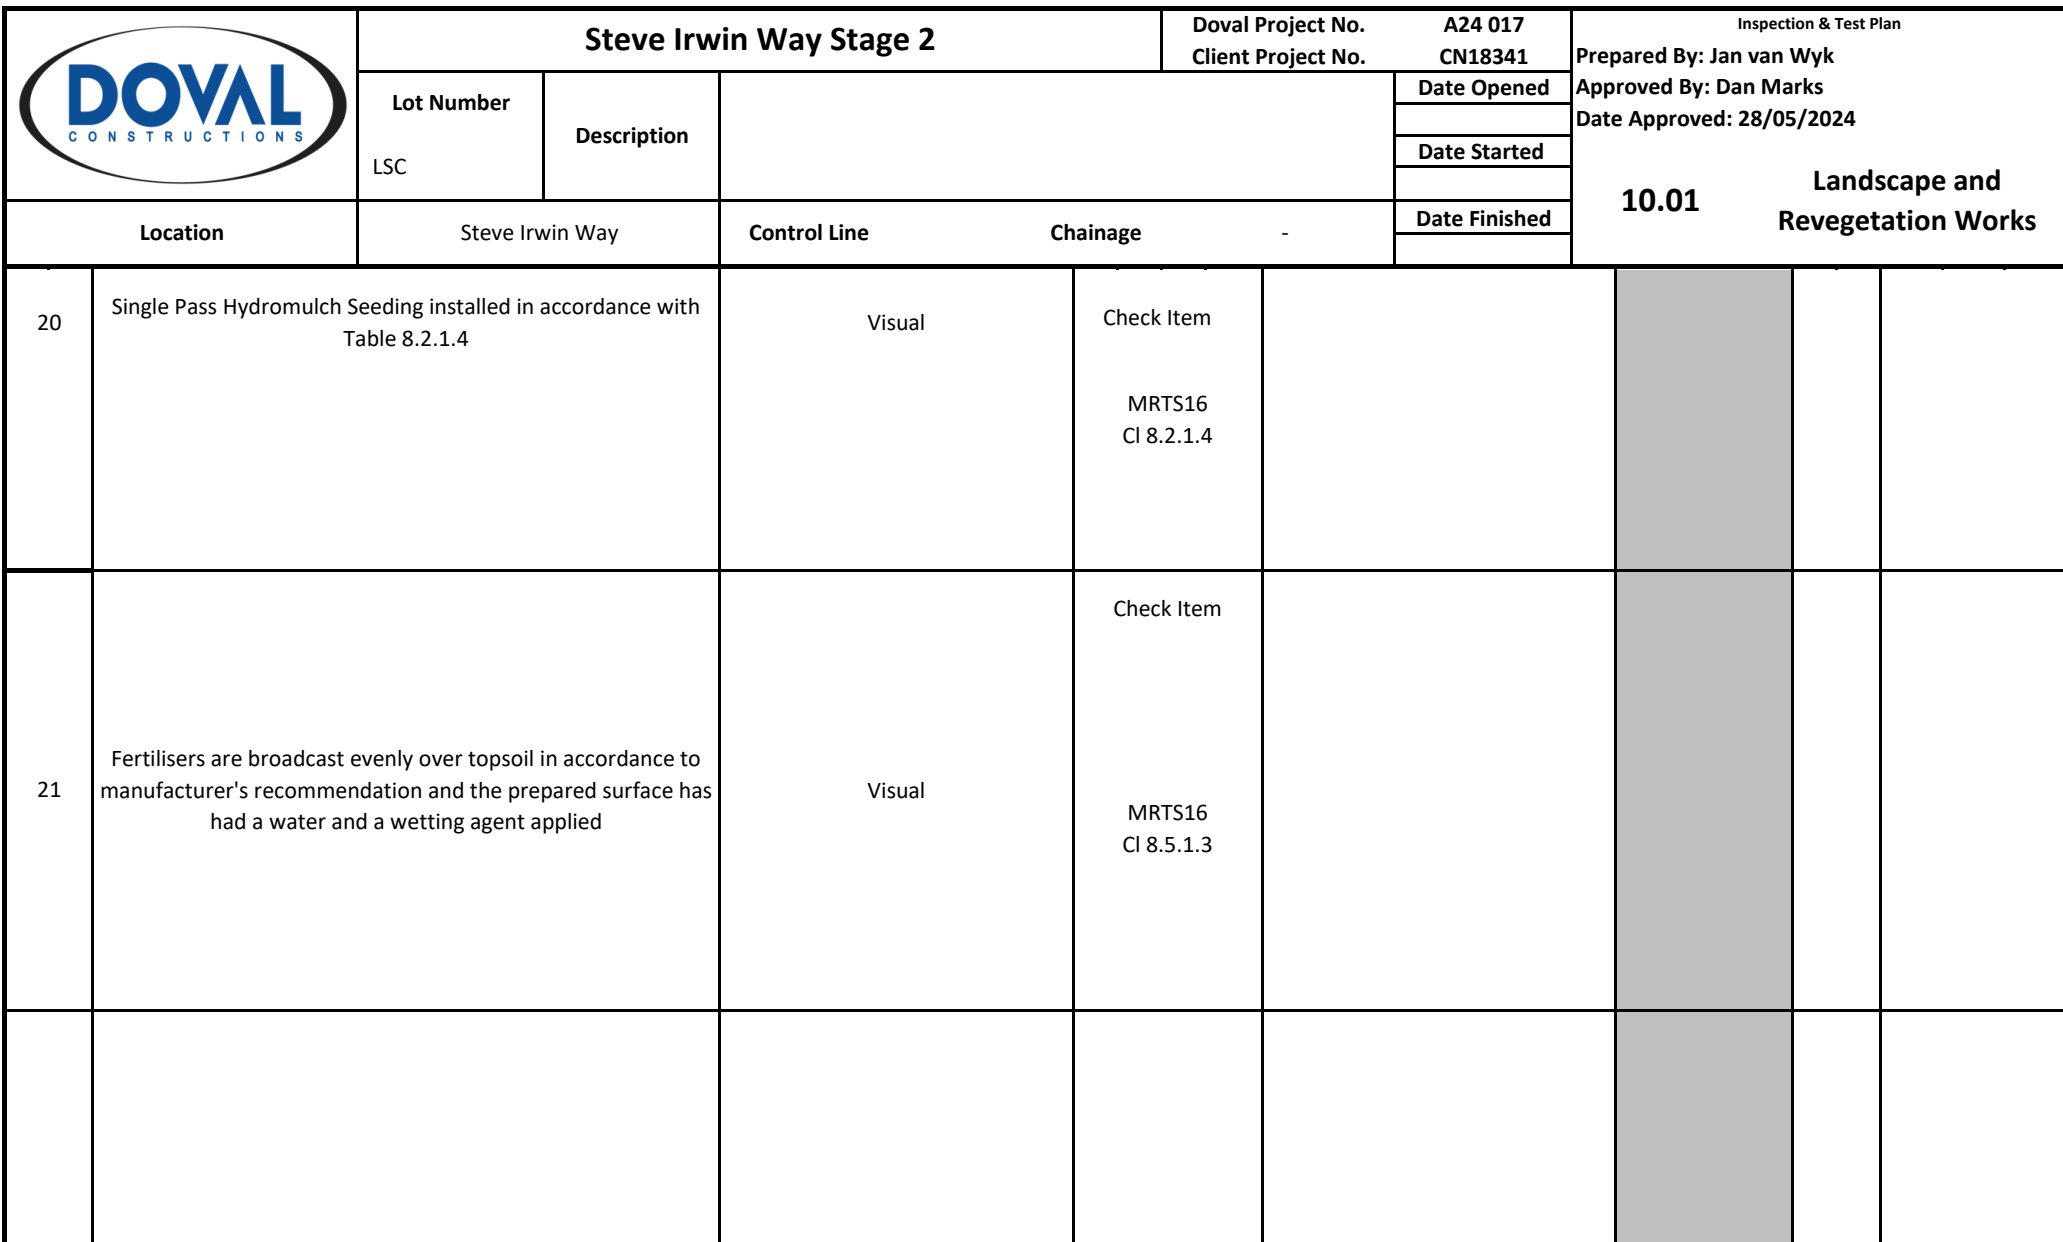 DOVAL
CONSTRUCTIONS
Steve Irwin Way Stage 2
Doval Project No. A24 017
Client Project No. CN18341
Inspection & Test Plan
Prepared By: Jan van Wyk
Approved By: Dan Marks
Date Approved: 28/05/2024
Lot Number
LSC
Description
Date Opened
Date Started
Date Finished
10.01
Landscape and
Revegetation Works
Location
Steve Irwin Way
Control Line
Chainage
-
20
Single Pass Hydromulch Seeding installed in accordance with
Table 8.2.1.4
Visual
Check Item
MRTS16
Cl 8.2.1.4
21
Fertilisers are broadcast evenly over topsoil in accordance to
manufacturer's recommendation and the prepared surface has
had a water and a wetting agent applied
Visual
Check Item
MRTS16
Cl 8.5.1.3